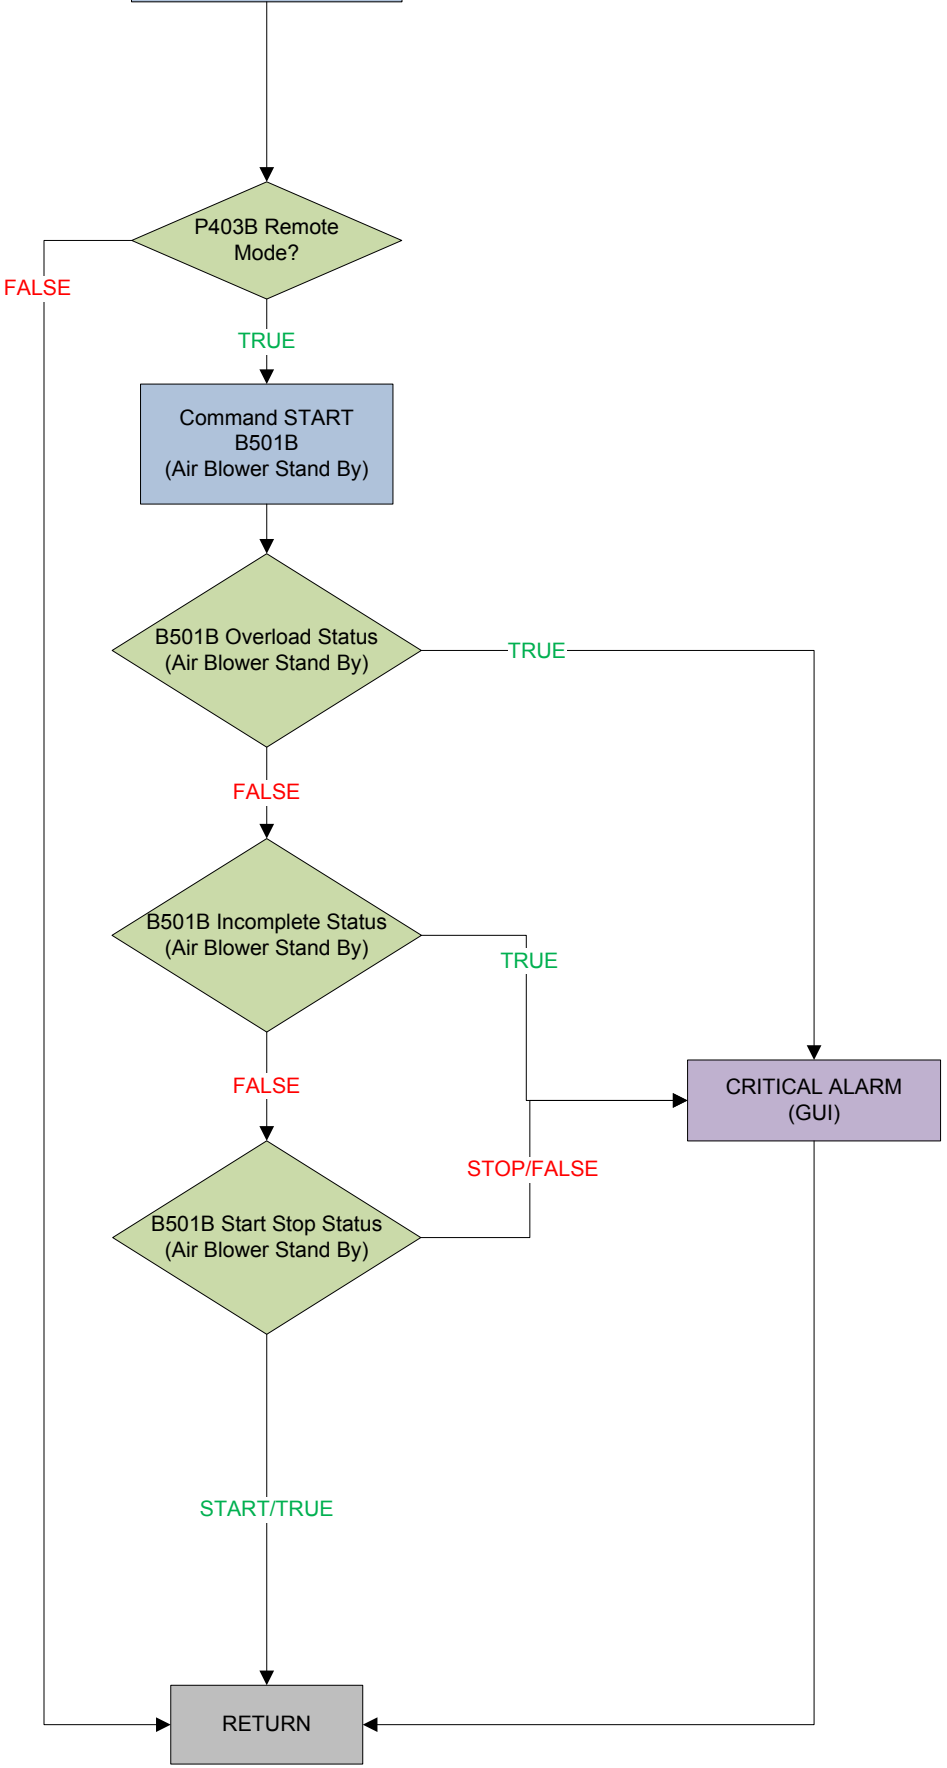 P403B Remote
Mode?
FALSE
TRUE
Command START
B501B
(Air Blower Stand By)
B501B Overload Status
(Air Blower Stand By)
TRUE
FALSE
B501B Incomplete Status
(Air Blower Stand By)
TRUE
FALSE
CRITICAL ALARM
(GUI)
STOP/FALSE
B501B Start Stop Status
(Air Blower Stand By)
START/TRUE
RETURN